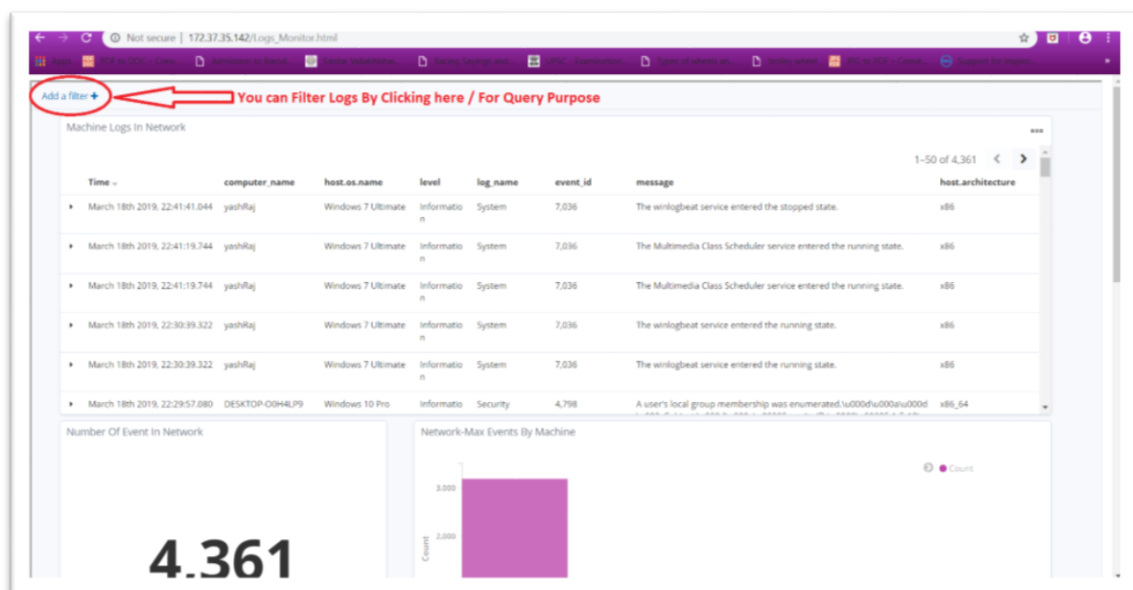 Not secure | 172.37.35.142/Logs_Monitor.html
Apps PDF to DOC – Conv...
Add a filter +
You can Filter Logs By Clicking here / For Query Purpose
Machine Logs In Network
1–50 of 4,361
Time computer_name host.os.name level log_name event_id message host.architecture
March 18th 2019, 22:41:41.044 yashRaj Windows 7 Ultimate Informatio System 7,036 The winlogbeat service entered the stopped state. x86
n
March 18th 2019, 22:41:19.744 yashRaj Windows 7 Ultimate Informatio System 7,036 The Multimedia Class Scheduler service entered the running state. x86
n
March 18th 2019, 22:41:19.744 yashRaj Windows 7 Ultimate Informatio System 7,036 The Multimedia Class Scheduler service entered the running state. x86
n
March 18th 2019, 22:30:39.322 yashRaj Windows 7 Ultimate Informatio System 7,036 The winlogbeat service entered the running state. x86
n
March 18th 2019, 22:30:39.322 yashRaj Windows 7 Ultimate Informatio System 7,036 The winlogbeat service entered the running state. x86
n
March 18th 2019, 22:29:57.080 DESKTOP-O0H4LP9 Windows 10 Pro Informatio Security 4,798 A user's local group membership was enumerated.\u000d\u000a\u000d x86_64
Number Of Event In Network
4,361
Network-Max Events By Machine
Count
3,000
2,000
Count